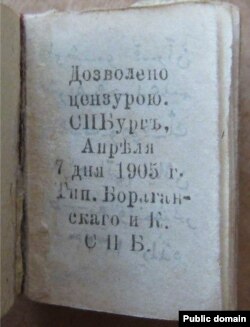 Дозволено
цензурою.
СПБургъ,
Апрѣля
7 дня 1905 г.
Тип. Бораган-
скаго и К.
С П Б.
Public domain